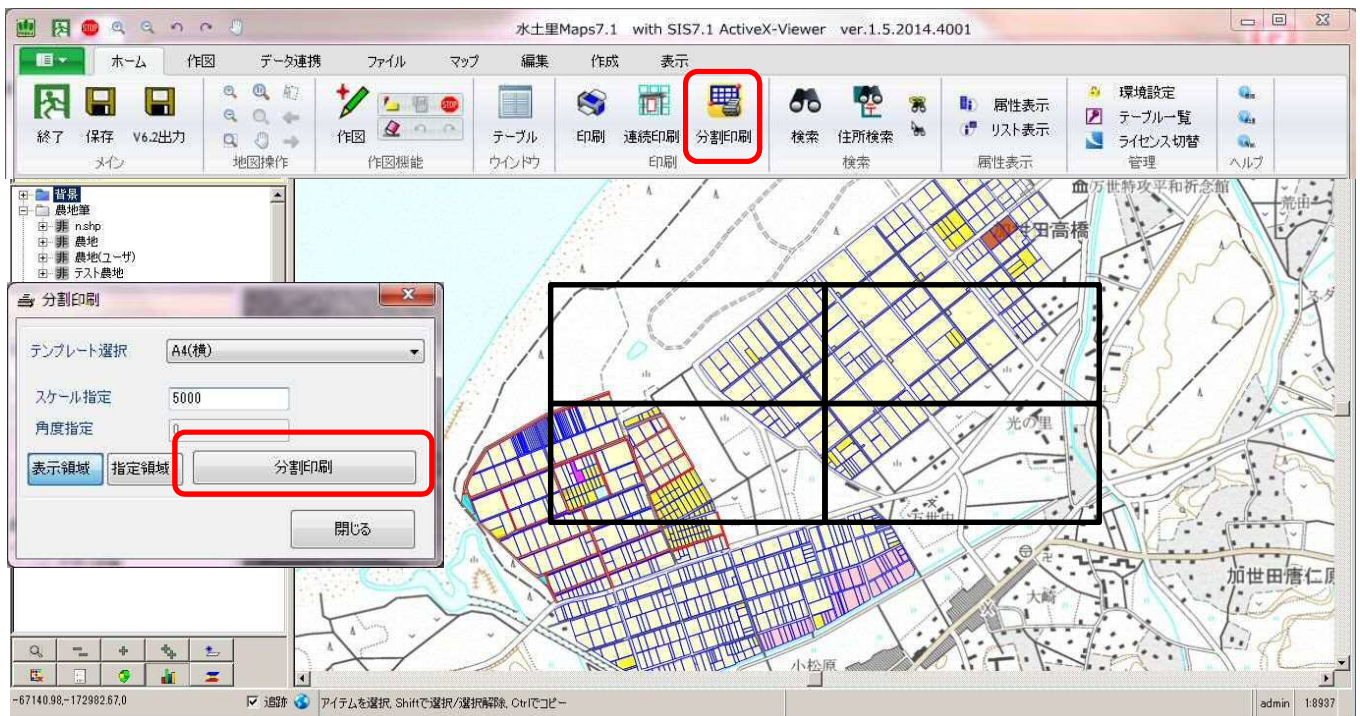 水土里Maps7.1 with SIS7.1 ActiveX-Viewer ver.1.5.2014.4001
ホーム 作図 データ連携 ファイル マップ 編集 作成 表示
終了 保存 V6.2出力 作図 テーブル 印刷 連続印刷 分割印刷 検索 住所検索
属性表示
リスト表示
環境設定
テーブル一覧
ライセンス切替
メイン 地図操作 作図機能 ウインドウ 印刷 検索 属性表示 管理 ヘルプ
背景
農地筆
非 n.shp
非 農地
非 農地(ユーザ)
非 テスト農地
分割印刷
テンプレート選択 A4(横)
スケール指定 5000
角度指定 0
表示領域 指定領域 分割印刷
閉じる
万世特攻平和祈念館
荒田
加世田高橋
光の里
万世中
加世田唐仁原
大崎
小松原
-67140.98,-172982.67,0 追跡 アイテムを選択, Shiftで選択/選択解除, Ctrlでコピー admin 1:8937